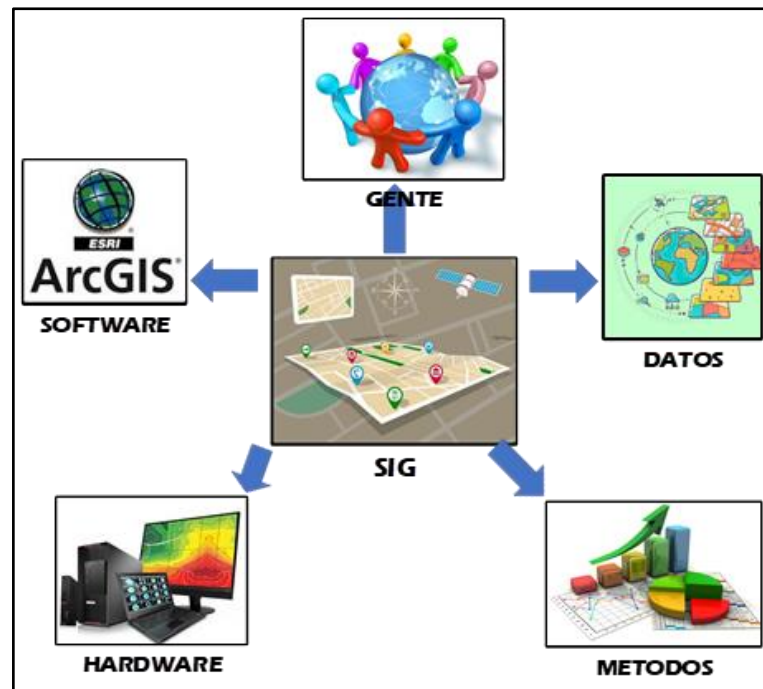 GENTE
ESRI
ArcGIS®
SOFTWARE
DATOS
SIG
HARDWARE
METODOS